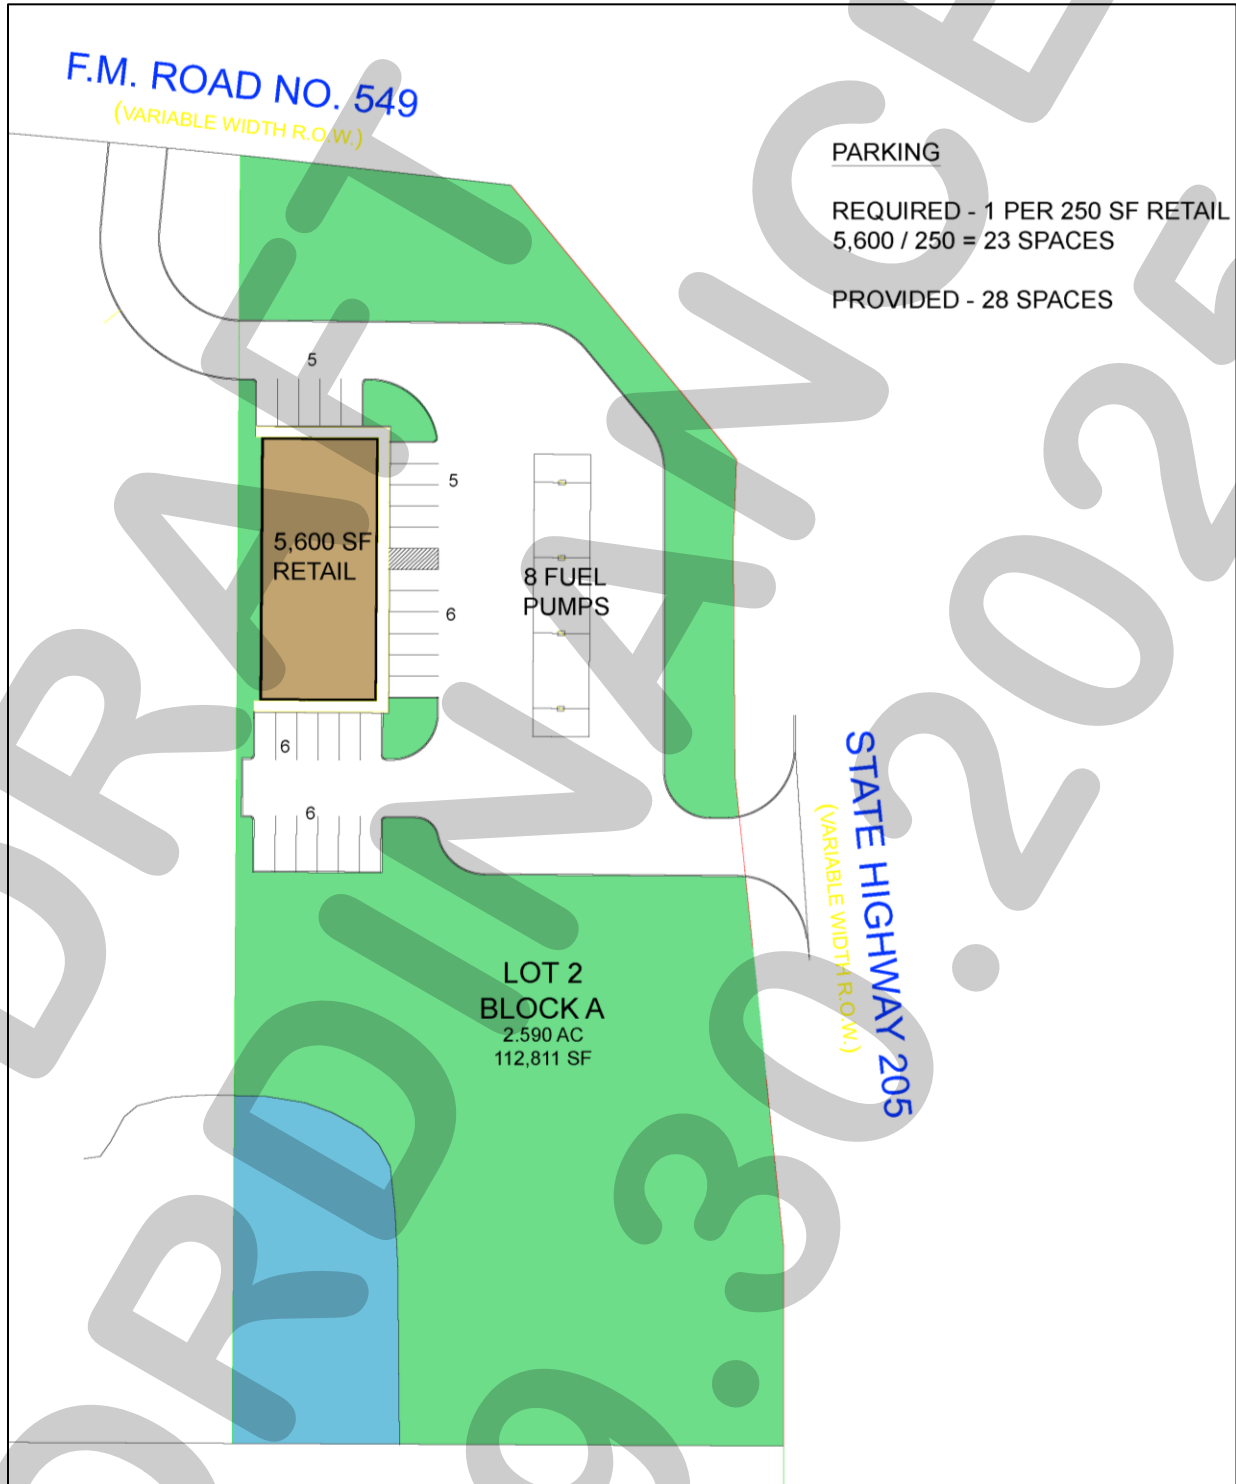 F.M. ROAD NO. 549
(VARIABLE WIDTH R.O.W.)
PARKING
REQUIRED - 1 PER 250 SF RETAIL
5,600 / 250 = 23 SPACES
PROVIDED - 28 SPACES
5
5
5,600 SF
RETAIL
8 FUEL
PUMPS
6
6
6
STATE HIGHWAY 205
(VARIABLE WIDTH R.O.W.)
LOT 2
BLOCK A
2.590 AC
112,811 SF
DRAFT
ORDINANCE
9.30.2025